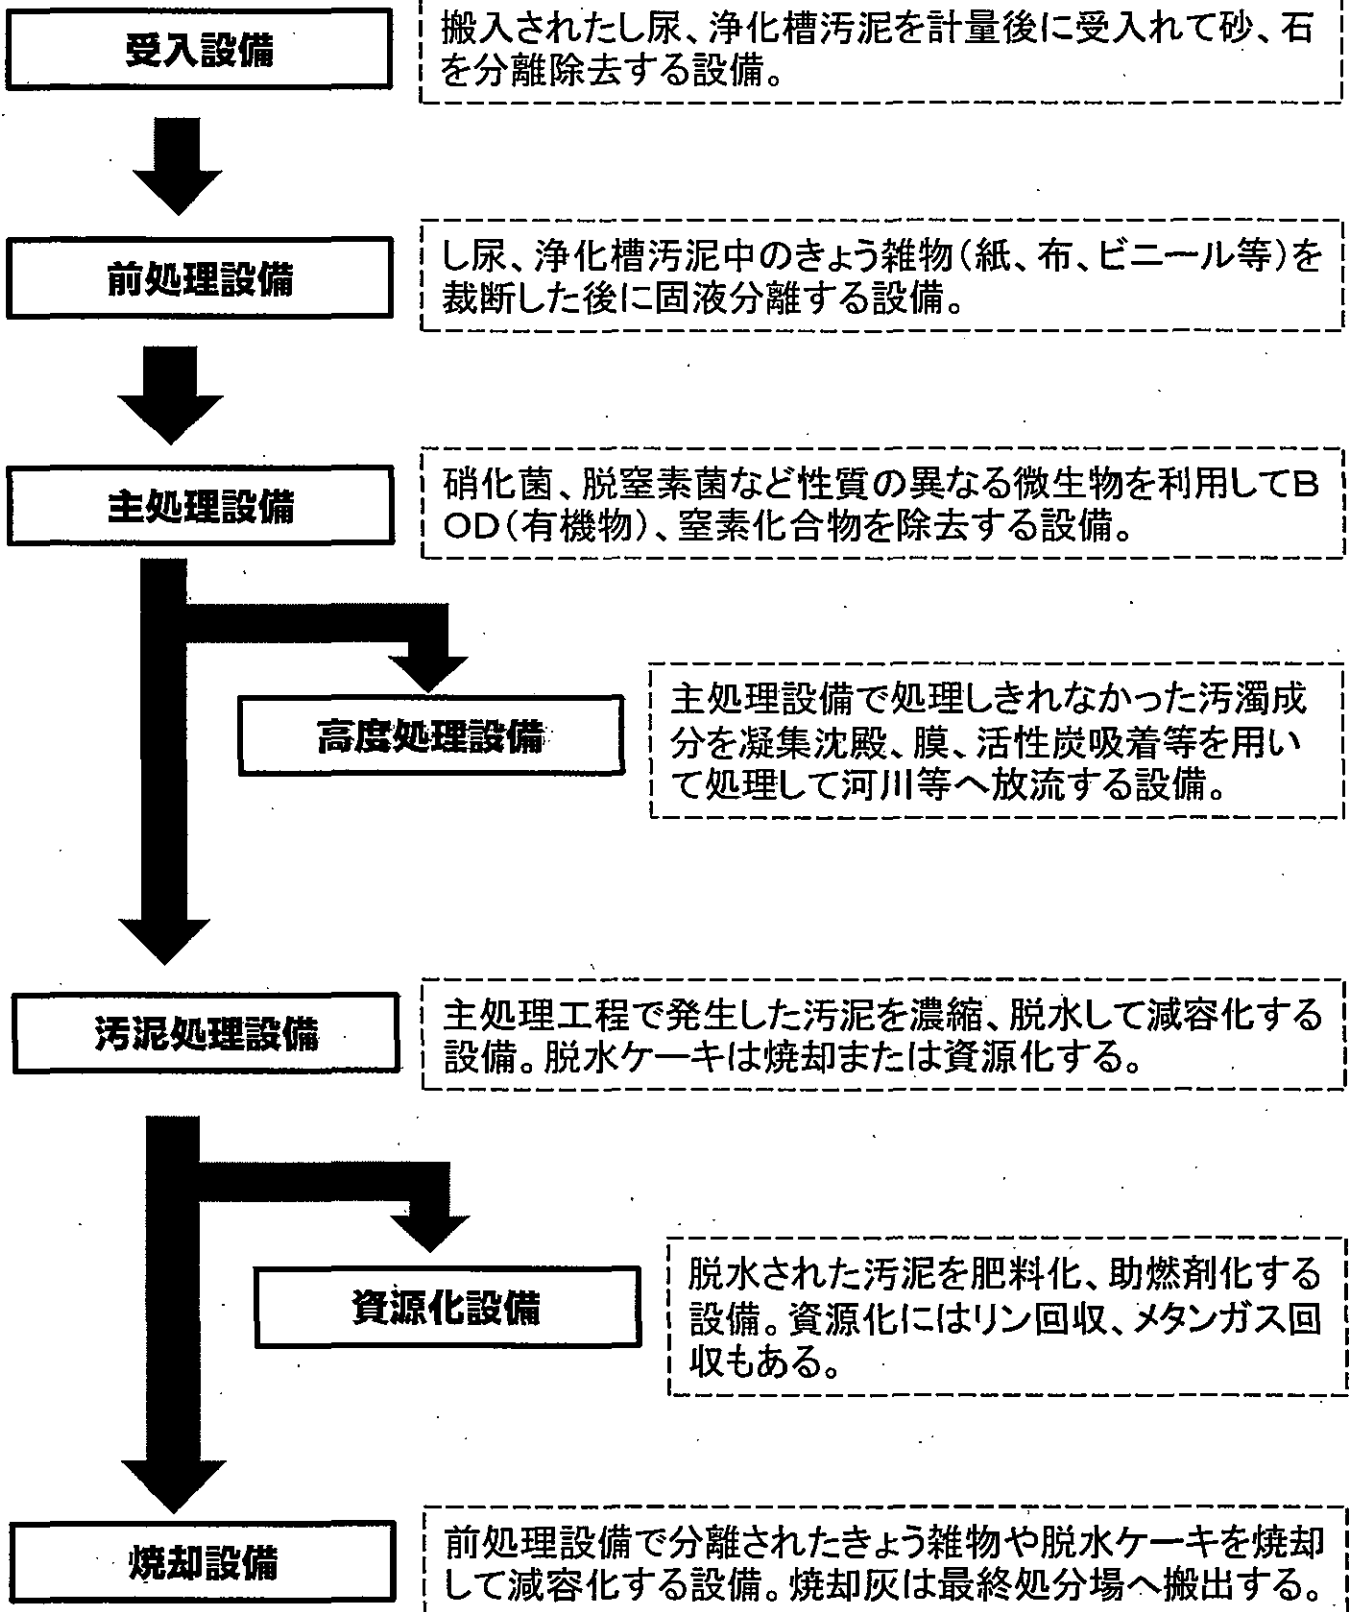 受入設備
搬入されたし尿、浄化槽汚泥を計量後に受入れて砂、石
を分離除去する設備。
前処理設備
し尿、浄化槽汚泥中のきょう雑物(紙、布、ビニール等)を
裁断した後に固液分離する設備。
主処理設備
硝化菌、脱窒素菌など性質の異なる微生物を利用してB
OD(有機物)、窒素化合物を除去する設備。
高度処理設備
主処理設備で処理しきれなかった汚濁成
分を凝集沈殿、膜、活性炭吸着等を用い
て処理して河川等へ放流する設備。
汚泥処理設備
主処理工程で発生した汚泥を濃縮、脱水して減容化する
設備。脱水ケーキは焼却または資源化する。
資源化設備
脱水された汚泥を肥料化、助燃剤化する
設備。資源化にはリン回収、メタンガス回
収もある。
焼却設備
前処理設備で分離されたきょう雑物や脱水ケーキを焼却
して減容化する設備。焼却灰は最終処分場へ搬出する。